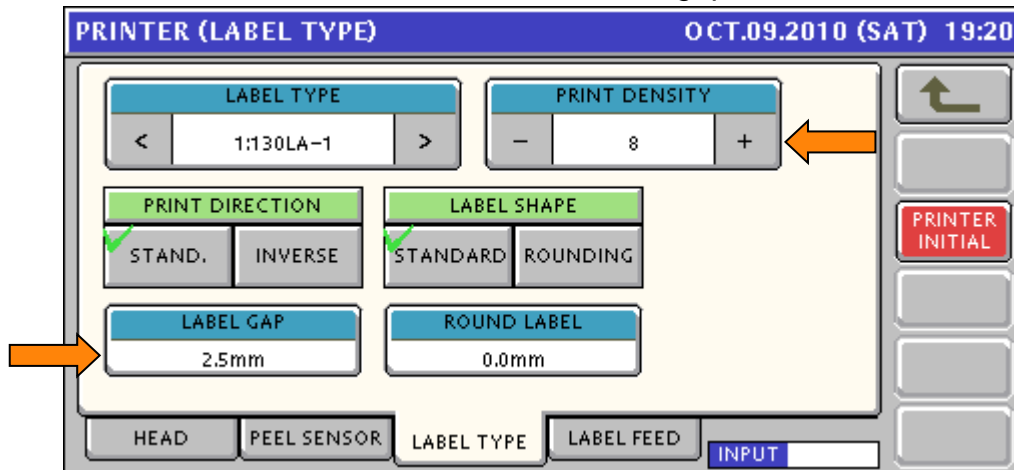 PRINTER (LABEL TYPE) OCT.09.2010 (SAT) 19:20
LABEL TYPE PRINT DENSITY
< 1:130LA-1 > - 8 +
PRINT DIRECTION LABEL SHAPE
PRINTER
INITIAL
STAND. INVERSE STANDARD ROUNDING
LABEL GAP ROUND LABEL
2.5mm 0.0mm
HEAD PEEL SENSOR LABEL TYPE LABEL FEED INPUT